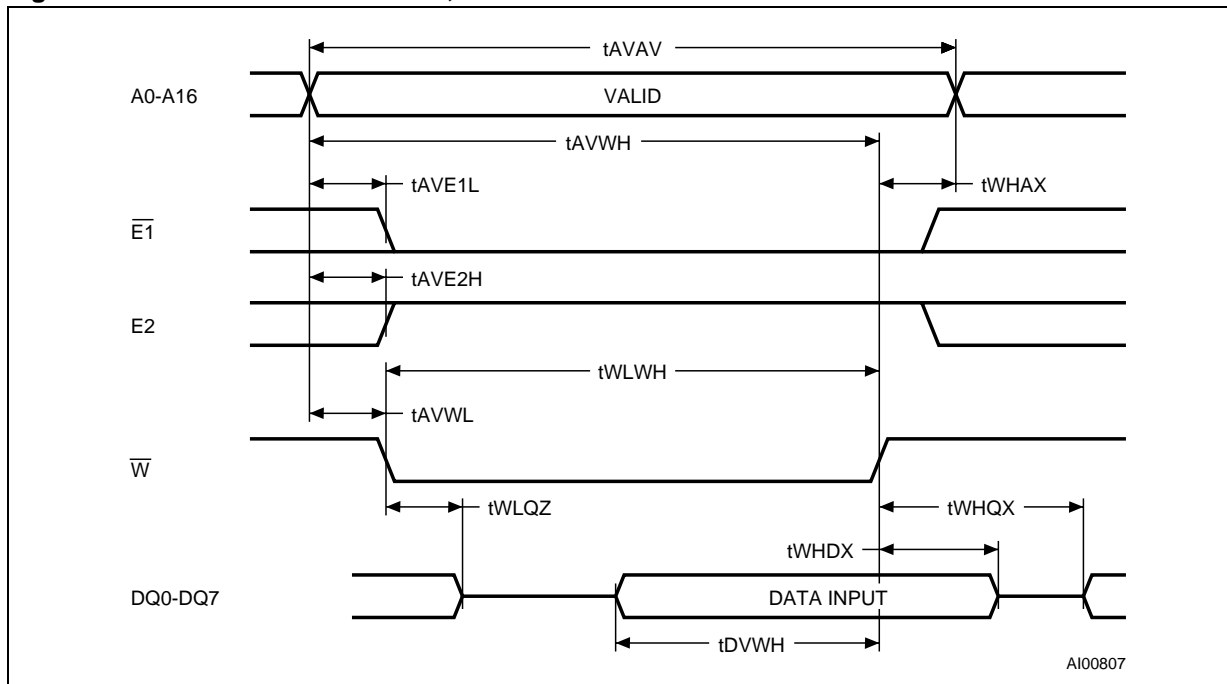 tAVAV
A0-A16
VALID
tAVWH
tAVE1L
tWHAX
E1
tAVE2H
E2
tWLWH
tAVWL
W
tWLQZ
tWHQX
tWHDX
DQ0-DQ7
DATA INPUT
tDVWH
AI00807